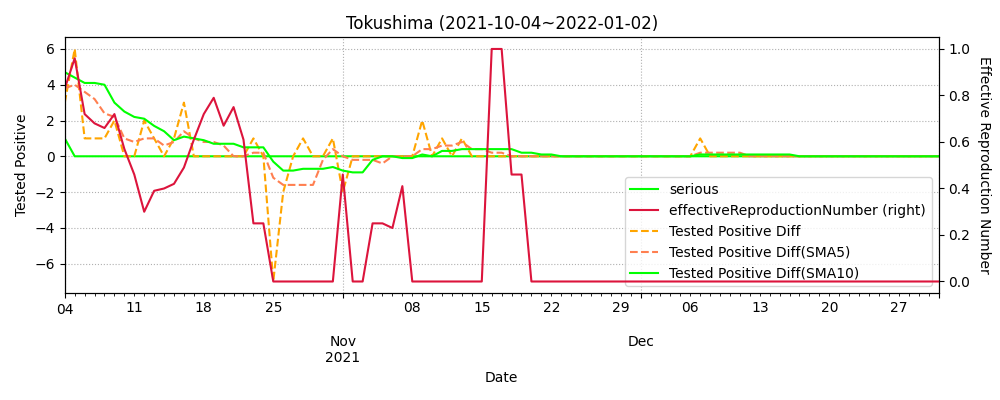 Tokushima (2021-10-04~2022-01-02)
Tested Positive
6
4
2
0
−2
−4
−6
1.0
0.8
0.6
0.4
0.2
0.0
Effective Reproduction Number
serious
effectiveReproductionNumber (right)
Tested Positive Diff
Tested Positive Diff(SMA5)
Tested Positive Diff(SMA10)
04 11 18 25 08 15 22 29 06 13 20 27
Nov Dec
2021
Date